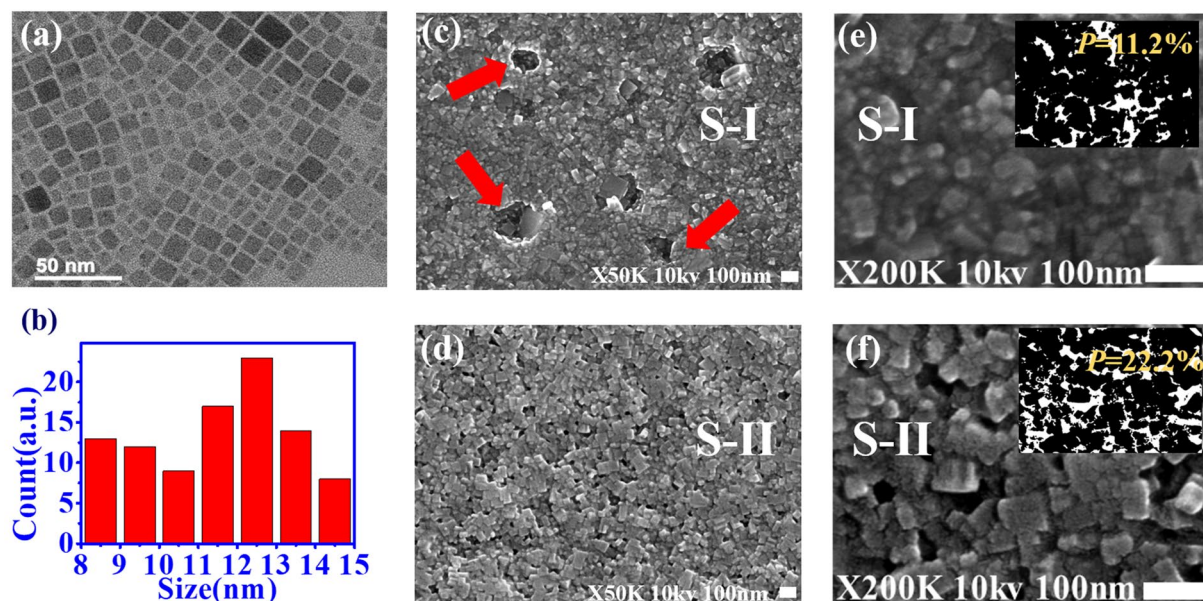 (a)
50 nm
(b)
Count(a.u.)
20
15
10
5
0
8 9 10 11 12 13 14 15
Size(nm)
(c)
S-I
X50K 10kv 100nm
(d)
S-II
X50K 10kv 100nm
(e)
P=11.2%
S-I
X200K 10kv 100nm
(f)
P=22.2%
S-II
X200K 10kv 100nm